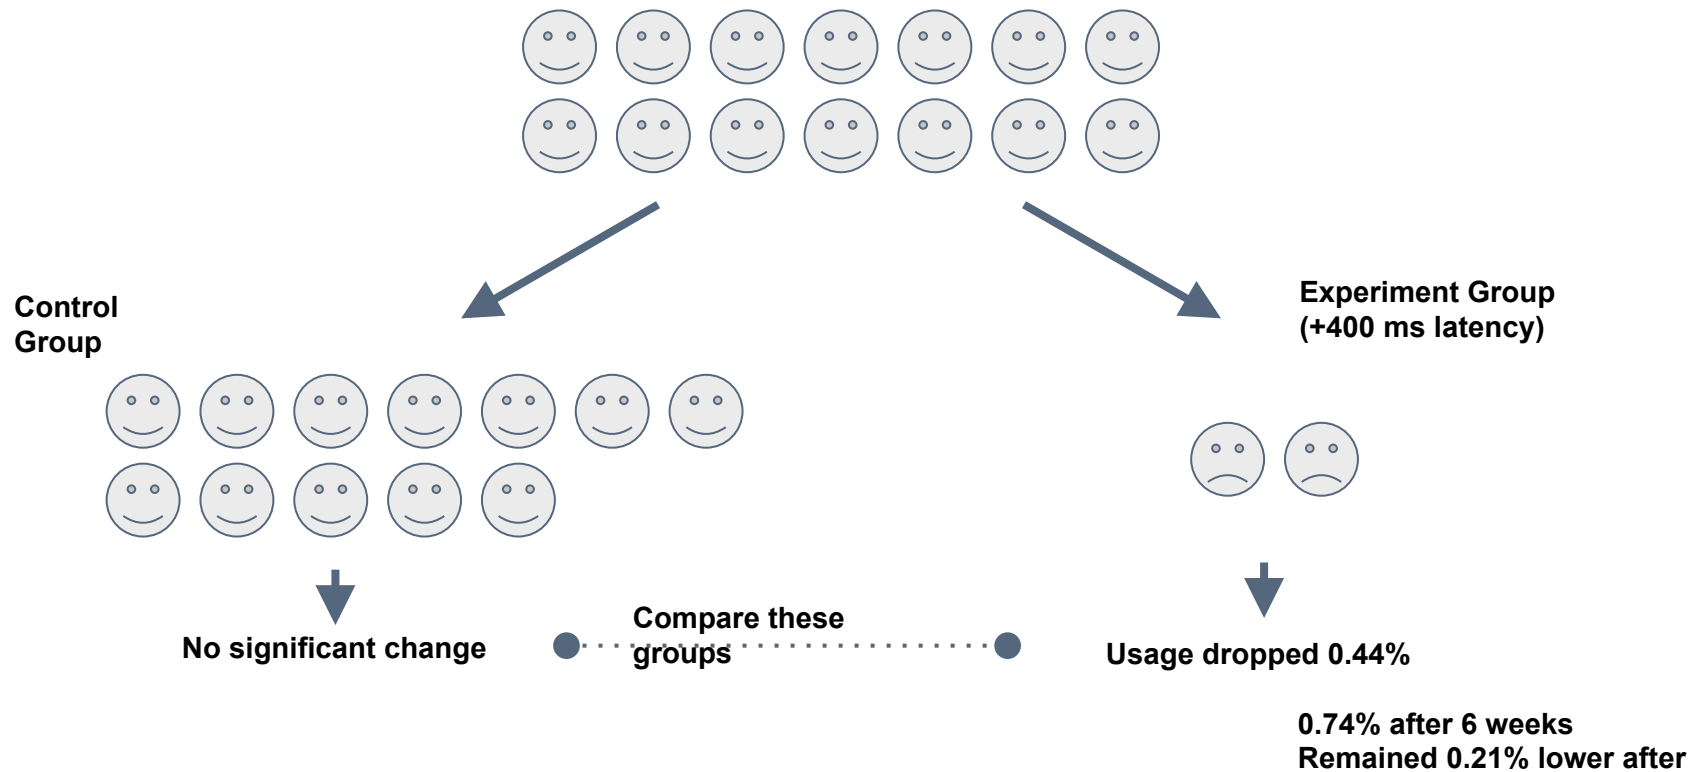 Control
Group
Experiment Group
(+400 ms latency)
No significant change
Compare these
groups
Usage dropped 0.44%
0.74% after 6 weeks
Remained 0.21% lower after